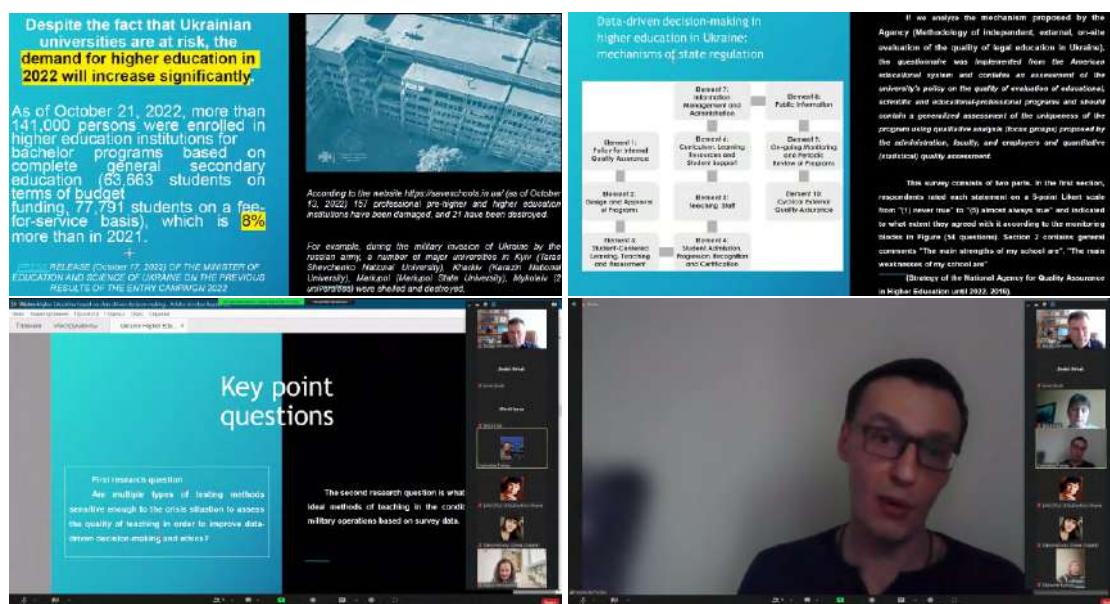 Despite the fact that Ukrainian
universities are at risk, the
demand for higher education in
2022 will increase significantly.
As of October 21, 2022, more than
141,000 persons were enrolled in
higher education institutions for
bachelor programs based on
complete general secondary
education (63,663 students on
terms of budget
funding, 77,791 students on a fee-
for-service basis), which is 8%
more than in 2021.
RELEASE (October 17, 2022) OF THE MINISTER OF
EDUCATION AND SCIENCE OF UKRAINE ON THE PREVIOUS
RESULTS OF THE ENTRY CAMPAIGN 2022
According to the website https://saveschools.in.ua/ (as of October
13, 2022) 157 professional pre-higher and higher education
institutions have been damaged, and 21 have been destroyed.
For example, during the military invasion of Ukraine by the
russian army, a number of major universities in Kyiv (Taras
Shevchenko National University), Kharkiv (Karazin National
University), Mariupol (Mariupol State University), Mykolaiv (2
universities) were shelled and destroyed.
Data-driven decision-making in
higher education in Ukraine:
mechanisms of state regulation
Element 1:
Policy for Internal
Quality Assurance
Element 2:
Design and Approval
of Programs
Element 3:
Student-Centered
Learning, Teaching
and Assessment
Element 7:
Information
Management and
Administration
Element 6:
Curriculum, Learning
Resources and
Student Support
Element 5:
Teaching Staff
Element 4:
Student Admission,
Progression, Recognition
and Certification
Element 8:
Public Information
Element 9:
On-going Monitoring
and Periodic
Review of Programs
Element 10:
Cyclical External
Quality Assurance
If we analyze the mechanism proposed by the
Agency (Methodology of independent, external, on-site
evaluation of the quality of legal education in Ukraine),
the questionnaire was implemented from the American
educational system and contains an assessment of the
university's policy on the quality of evaluation of educational,
scientific and educational-professional programs and should
contain a generalized assessment of the uniqueness of the
program using qualitative analysis (focus groups) proposed by
the administration, faculty, and employers and quantitative
(statistical) quality assessment.
This survey consists of two parts. In the first section,
respondents rated each statement on a 5-point Likert scale
from "(1) never true" to "(5) almost always true" and indicated
to what extent they agreed with it according to the monitoring
blocks in Figure (54 questions). Section 2 contains general
comments "The main strengths of my school are", "The main
weaknesses of my school are"
(Strategy of the National Agency for Quality Assurance
in Higher Education until 2022, 2019).
Key point
questions
First research question
Are multiple types of testing methods
sensitive enough to the crisis situation to assess
the quality of teaching in order to improve data-
driven decision-making and ethics?
The second research question is what
ideal methods of teaching in the condit
military operations based on survey data.